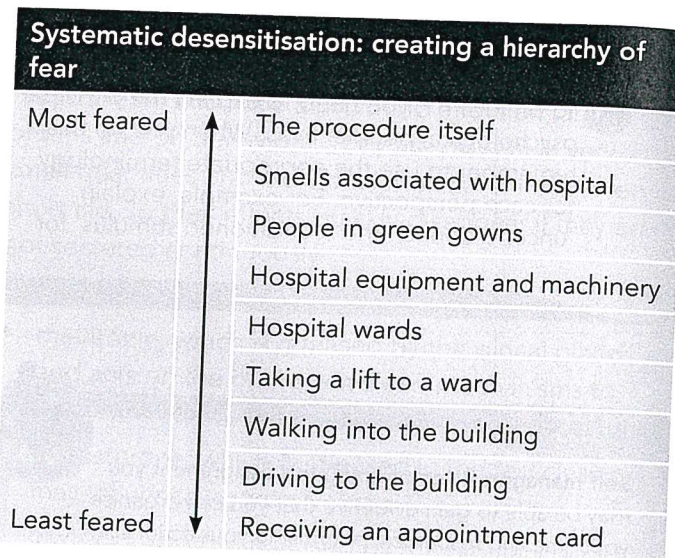 Systematic desensitisation: creating a hierarchy of
fear
Most feared
The procedure itself
Smells associated with hospital
People in green gowns
Hospital equipment and machinery
Hospital wards
Taking a lift to a ward
Walking into the building
Driving to the building
Least feared
Receiving an appointment card